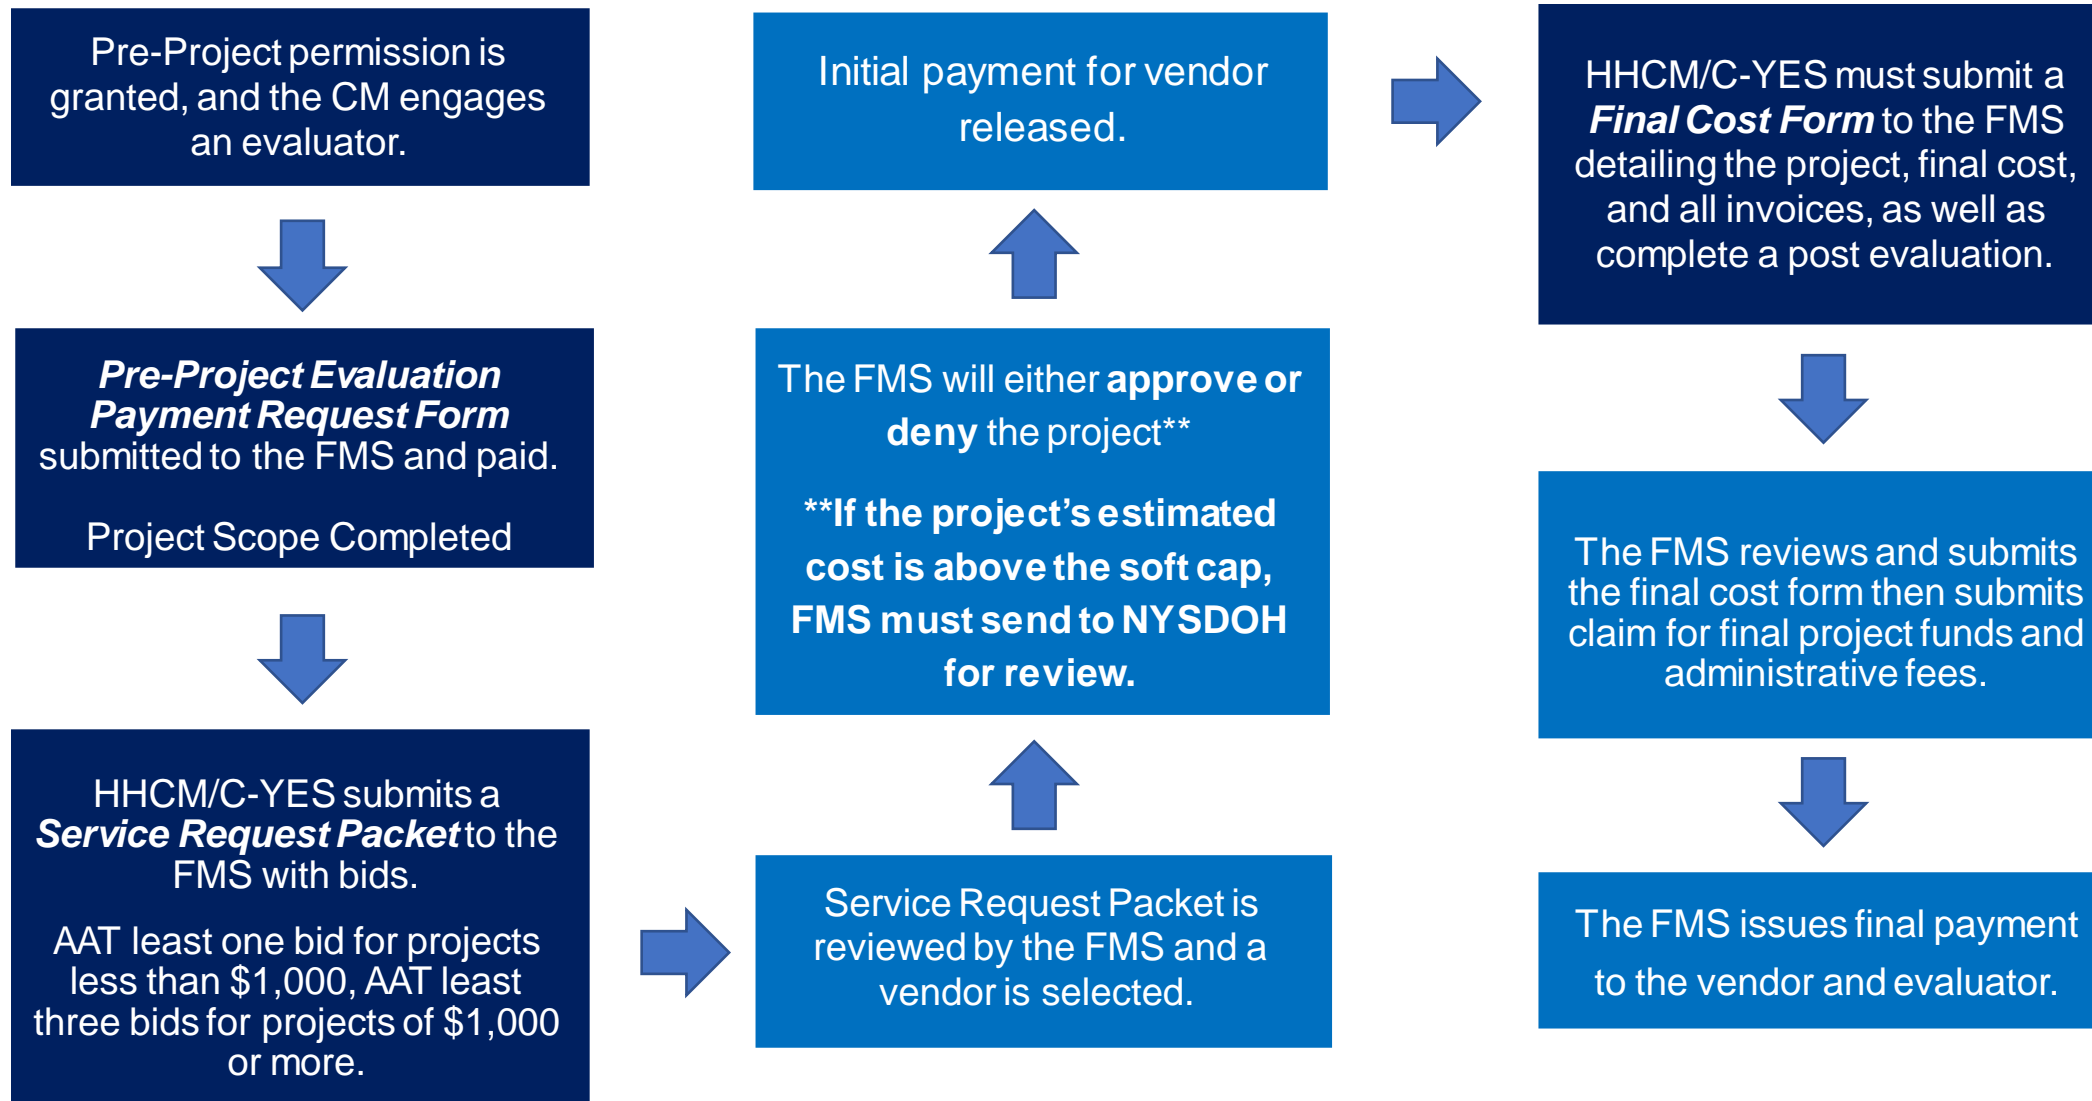 Pre-Project permission is
granted, and the CM engages
an evaluator.
Pre-Project Evaluation
Payment Request Form
submitted to the FMS and paid.
Project Scope Completed
HHCM/C-YES submits a
Service Request Packet to the
FMS with bids.
AAT least one bid for projects
less than $1,000, AAT least
three bids for projects of $1,000
or more.
Service Request Packet is
reviewed by the FMS and a
vendor is selected.
The FMS will either approve or
deny the project**
**If the project’s estimated
cost is above the soft cap,
FMS must send to NYSDOH
for review.
Initial payment for vendor
released.
HHCM/C-YES must submit a
Final Cost Form to the FMS
detailing the project, final cost,
and all invoices, as well as
complete a post evaluation.
The FMS reviews and submits
the final cost form then submits
claim for final project funds and
administrative fees.
The FMS issues final payment
to the vendor and evaluator.